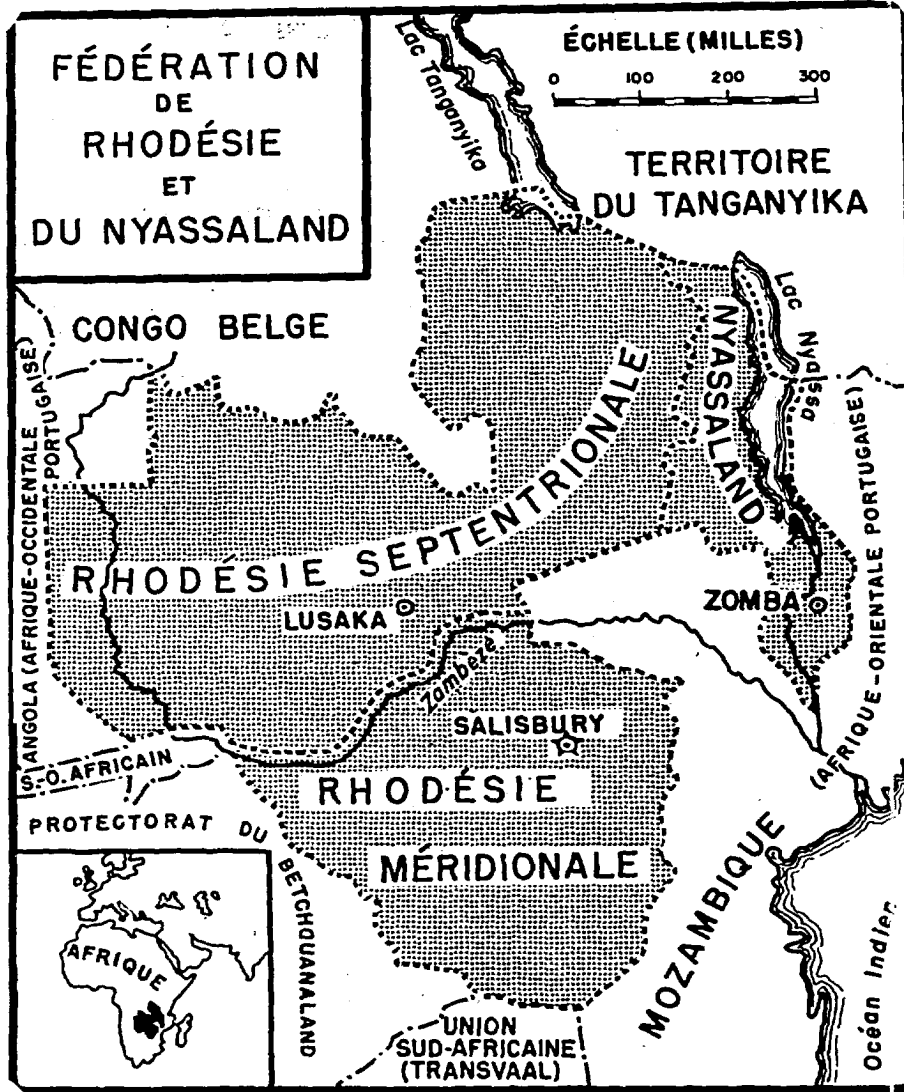 FÉDÉRATION
DE
RHODÉSIE
ET
DU NYASSALAND
ÉCHELLE (MILLES)
0 100 200 300
Lac Tanganyika
TERRITOIRE
DU TANGANYIKA
CONGO BELGE
Lac Nyassa
NYASSALAND
ANGOLA (AFRIQUE-OCCIDENTALE
PORTUGAISE)
RHODÉSIE SEPTENTRIONALE
LUSAKA
ZOMBA
Zambèze
SALISBURY
MOZAMBIQUE
(AFRIQUE-ORIENTALE PORTUGAISE)
S.-O. AFRICAIN
RHODÉSIE
MÉRIDIONALE
PROTECTORAT DU BETCHOUANALAND
AFRIQUE
UNION
SUD-AFRICAINE
(TRANSVAAL)
Océan Indien